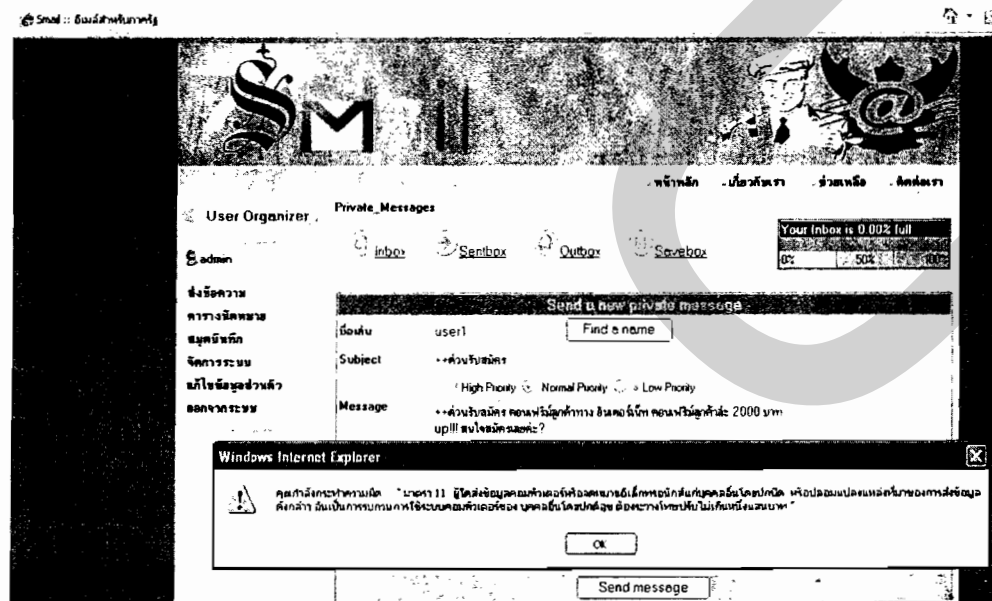 Smail :: อีเมล์สำหรับภาครัฐ
Smail
หน้าหลัก เกี่ยวกับเรา ช่วยเหลือ ติดต่อเรา
User Organizer
Private_Messages
Inbox Sentbox Outbox Savebox
Your Inbox is 0.00% full
0% 50% 100%
admin
ส่งข้อความ
ตารางนัดหมาย
สมุดบันทึก
จัดการระบบ
แก้ไขข้อมูลส่วนตัว
ออกจากระบบ
Send a new private message
ชื่อเล่น user1 Find a name
Subject ++ด่วนรับสมัคร
High Priority Normal Priority Low Priority
Message ++ด่วนรับสมัคร คอนเฟริม์ลูกค้าทาง อินเตอร์เน็ท คอนเฟริม์ลูกค้าละ 2000 บาท
up!!! สนใจสมัครเลยค่ะ?
Windows Internet Explorer
คุณกำลังกระทำความผิด "มาตรา 11 ผู้ใดส่งข้อมูลคอมพิวเตอร์หรือจดหมายอิเล็กทรอนิกส์แก่บุคคลอื่นโดยปกปิด หรือปลอมแปลงแหล่งที่มาของการส่งข้อมูล
ดังกล่าว อันเป็นการรบกวนการใช้ระบบคอมพิวเตอร์ของ บุคคลอื่นโดยปกติสุข ต้องระวางโทษปรับไม่เกินหนึ่งแสนบาท"
OK
Send message